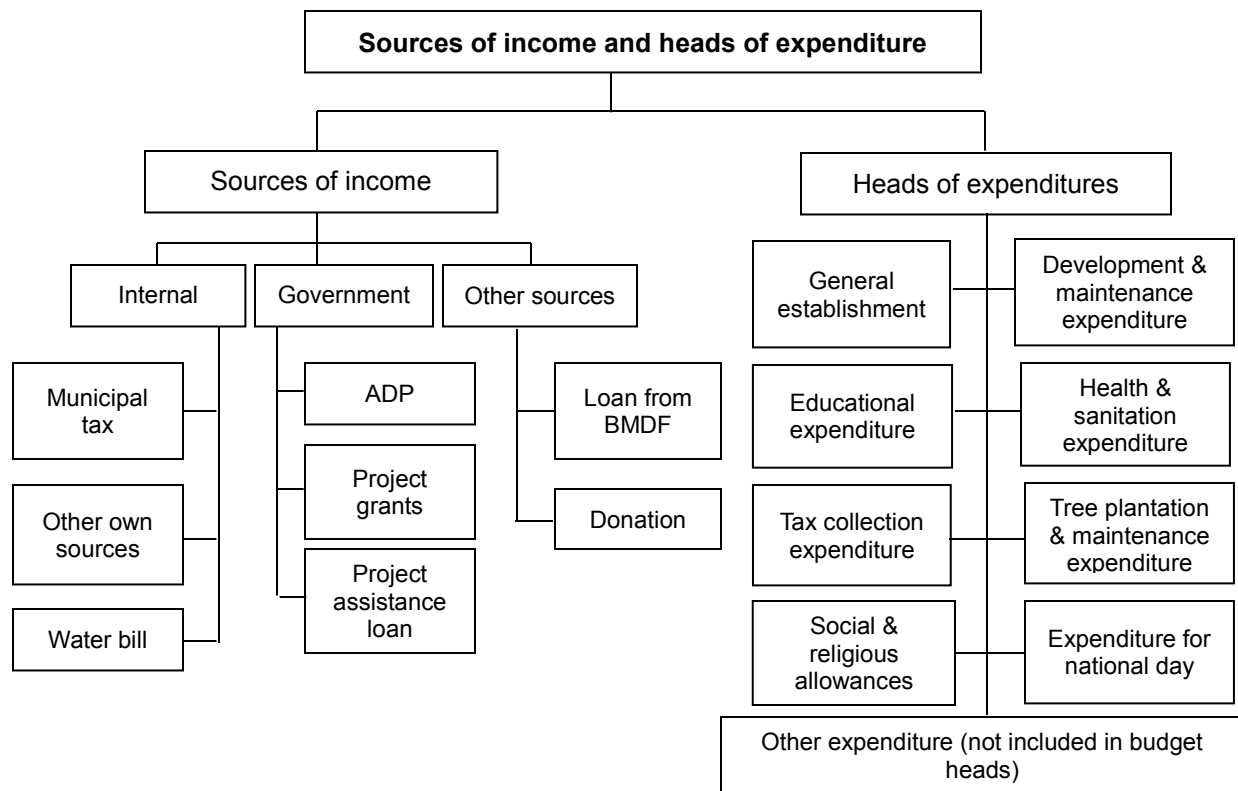 Sources of income and heads of expenditure
Sources of income
Heads of expenditures
Internal
Government
Other sources
Municipal
tax
Other own
sources
Water bill
ADP
Project
grants
Project
assistance
loan
Loan from
BMDF
Donation
General
establishment
Development &
maintenance
expenditure
Educational
expenditure
Health &
sanitation
expenditure
Tax collection
expenditure
Tree plantation
& maintenance
expenditure
Social &
religious
allowances
Expenditure for
national day
Other expenditure (not included in budget
heads)